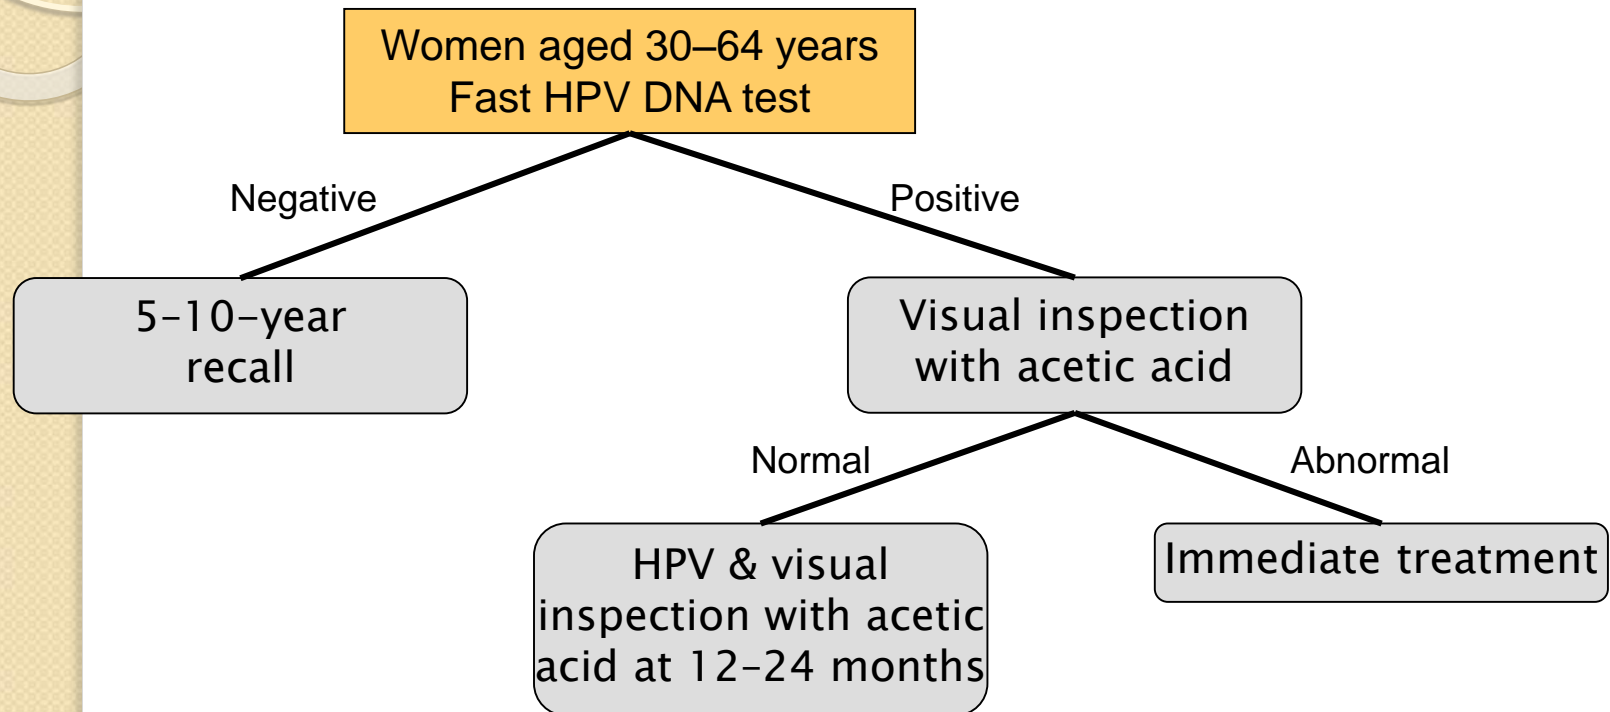 Women aged 30–64 years
Fast HPV DNA test
Negative
Positive
5–10–year
recall
Visual inspection
with acetic acid
Normal
Abnormal
HPV & visual
inspection with acetic
acid at 12–24 months
Immediate treatment